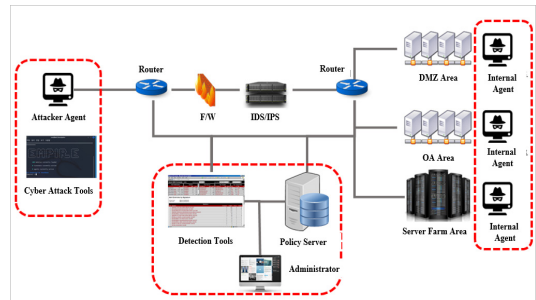 Router
Router
Attacker Agent
F/W
IDS/IPS
DMZ Area
Internal
Agent
Cyber Attack Tools
OA Area
Internal
Agent
Detection Tools
Policy Server
Server Farm Area
Internal
Agent
Administrator